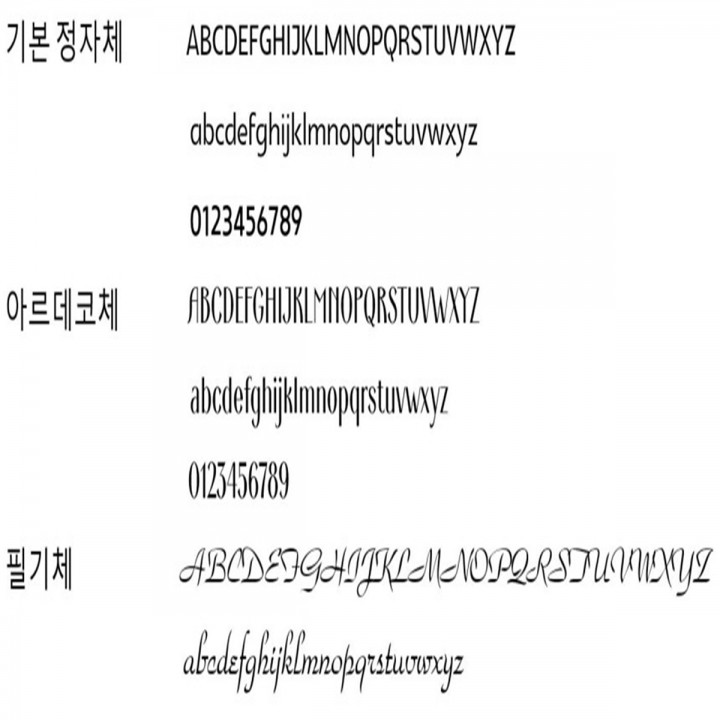 기본 정자체 ABCDEFGHIJKLMNOPQRSTUVWXYZ
abcdefghijklmnopqrstuvwxyz
0123456789
아르데코체 ABCDEFGHIJKLMNOPQRSTUVWXYZ
abcdefghijklmnopqrstuvwxyz
0123456789
필기체 ABCDEFGHIJKLMNOPQRSTUVWXYZ
abcdefghijklmnopqrstuvwxyz